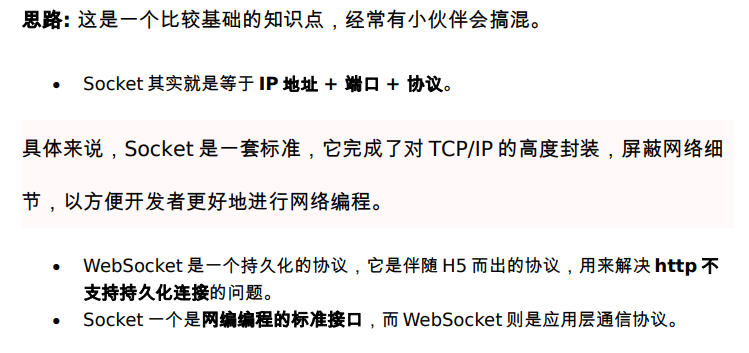 思路: 这是一个比较基础的知识点，经常有小伙伴会搞混。
• Socket 其实就是等于 IP 地址 + 端口 + 协议。
具体来说，Socket 是一套标准，它完成了对 TCP/IP 的高度封装，屏蔽网络细
节，以方便开发者更好地进行网络编程。
• WebSocket 是一个持久化的协议，它是伴随 H5 而出的协议，用来解决 http 不
支持持久化连接的问题。
• Socket 一个是网编编程的标准接口，而 WebSocket 则是应用层通信协议。